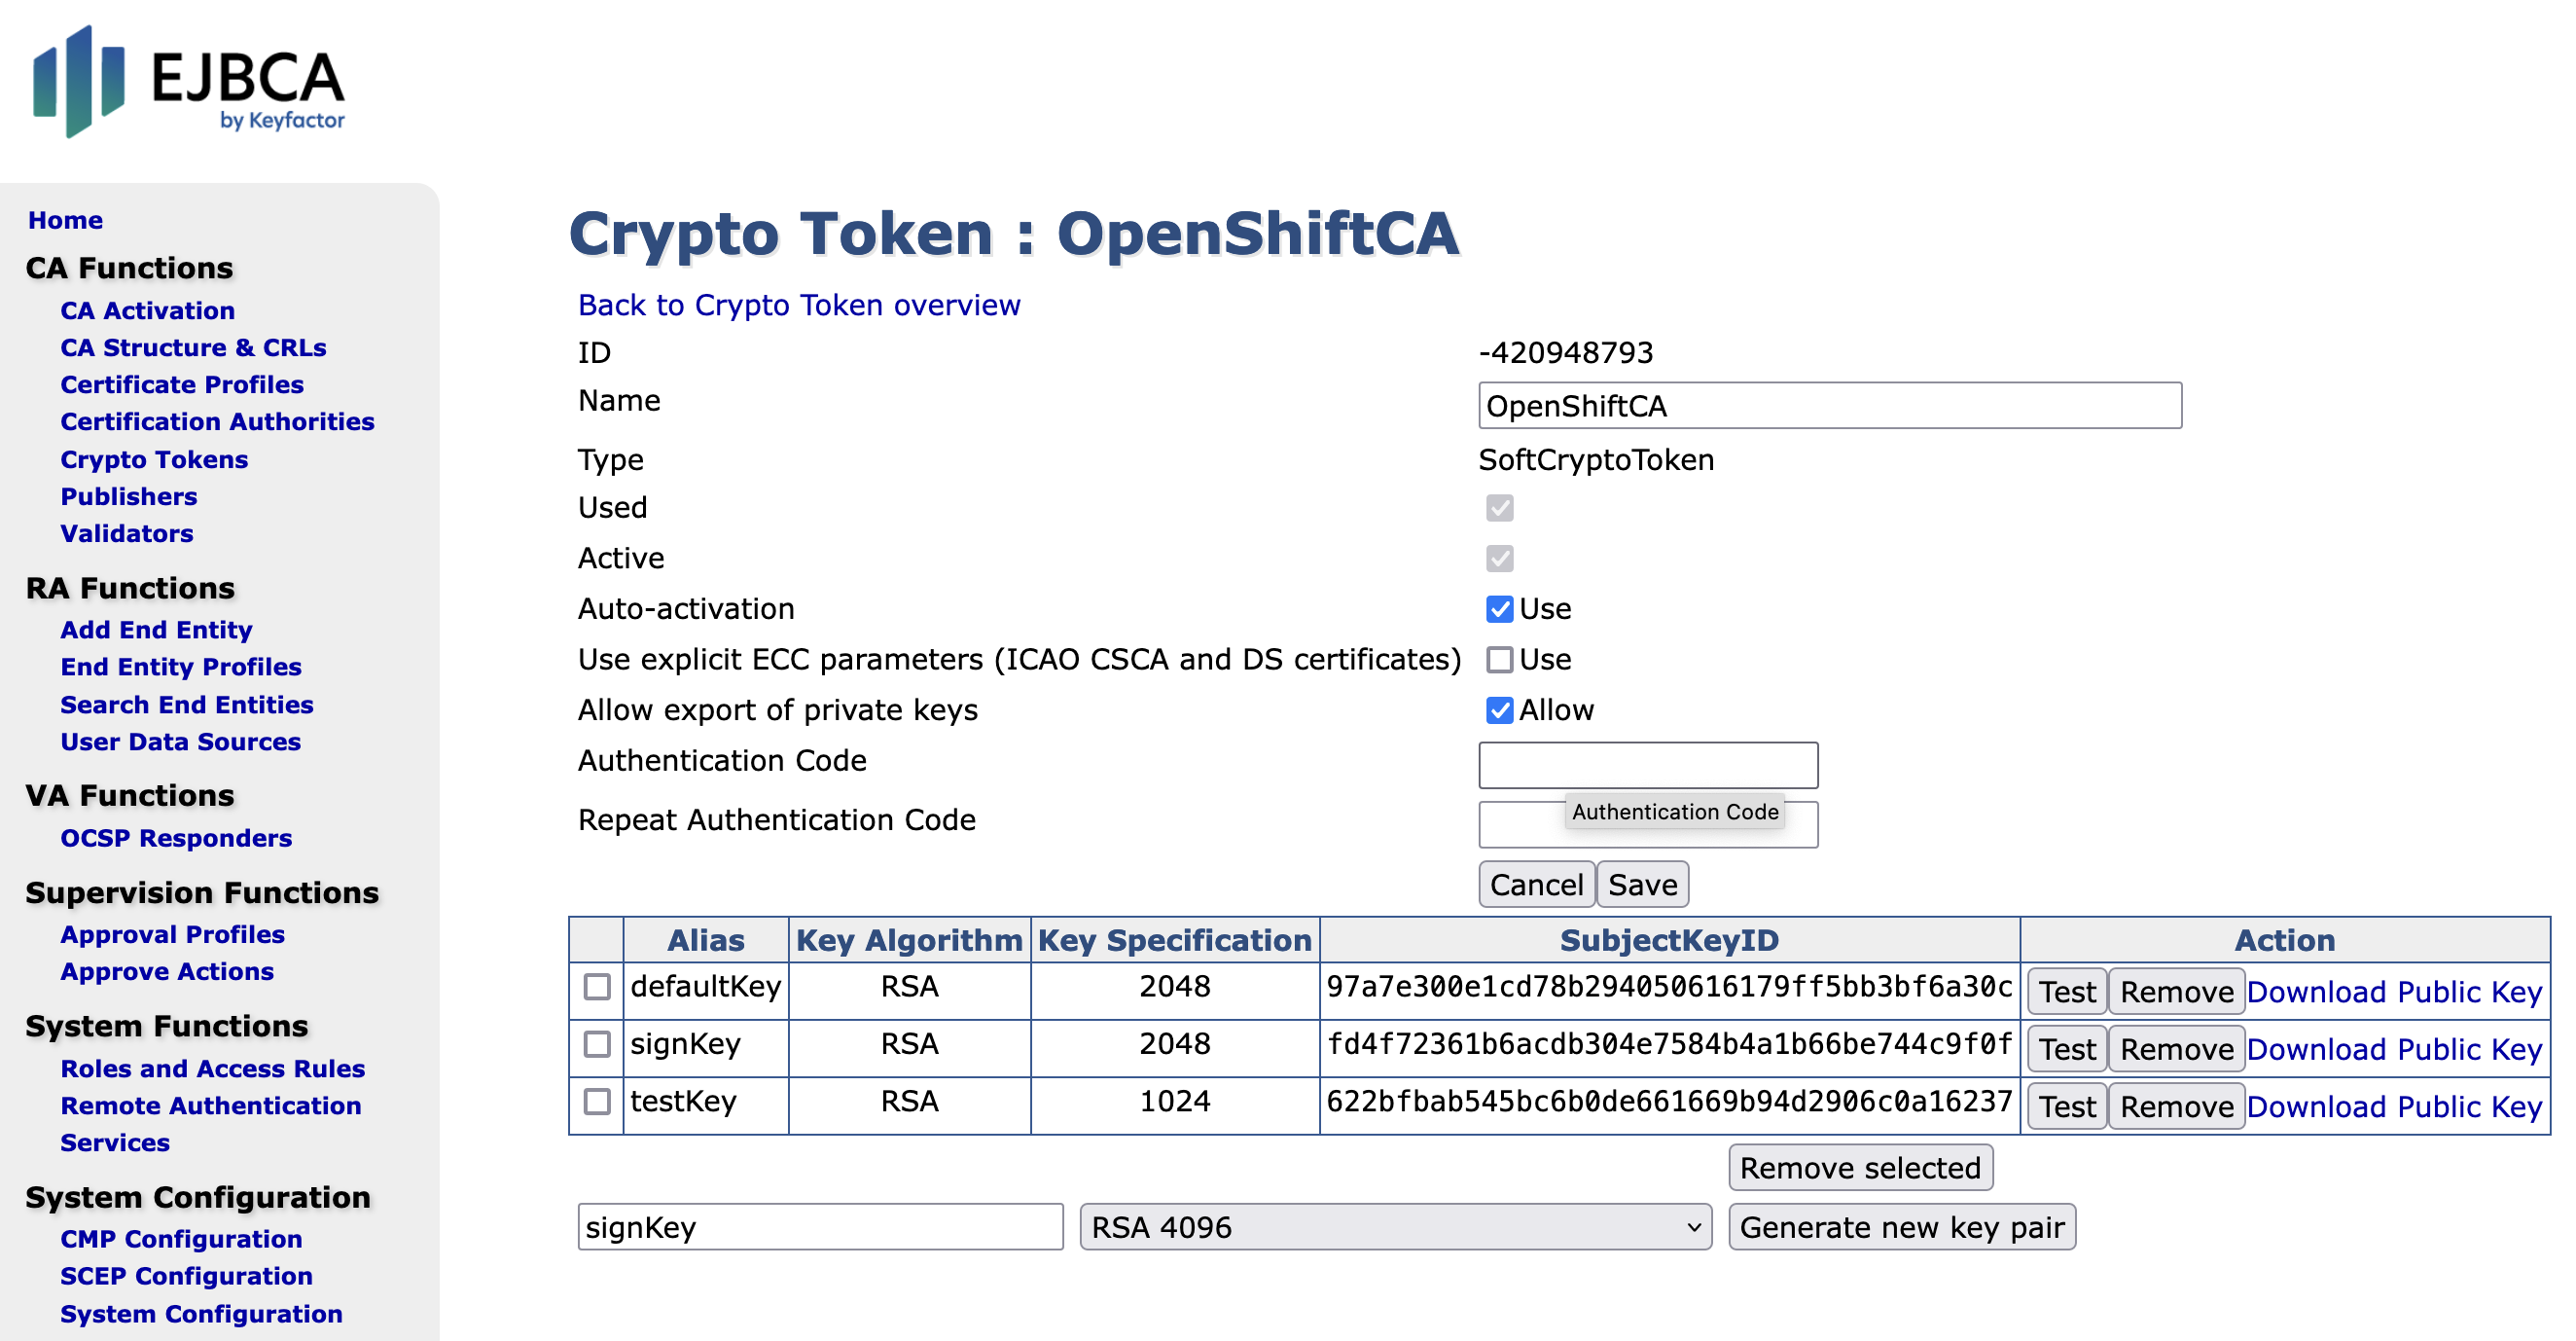 EJBCA
by Keyfactor
Home
CA Functions
CA Activation
CA Structure & CRLs
Certificate Profiles
Certification Authorities
Crypto Tokens
Publishers
Validators
RA Functions
Add End Entity
End Entity Profiles
Search End Entities
User Data Sources
VA Functions
OCSP Responders
Supervision Functions
Approval Profiles
Approve Actions
System Functions
Roles and Access Rules
Remote Authentication
Services
System Configuration
CMP Configuration
SCEP Configuration
System Configuration
Crypto Token : OpenShiftCA
Back to Crypto Token overview
ID -420948793
Name OpenShiftCA
Type SoftCryptoToken
Used
Active
Auto-activation Use
Use explicit ECC parameters (ICAO CSCA and DS certificates) Use
Allow export of private keys Allow
Authentication Code
Authentication Code
Repeat Authentication Code
Cancel Save
Alias Key Algorithm Key Specification SubjectKeyID Action
defaultKey RSA 2048 97a7e300e1cd78b294050616179ff5bb3bf6a30c Test Remove Download Public Key
signKey RSA 2048 fd4f72361b6acdb304e7584b4a1b66be744c9f0f Test Remove Download Public Key
testKey RSA 1024 622bfbab545bc6b0de661669b94d2906c0a16237 Test Remove Download Public Key
Remove selected
signKey RSA 4096 Generate new key pair